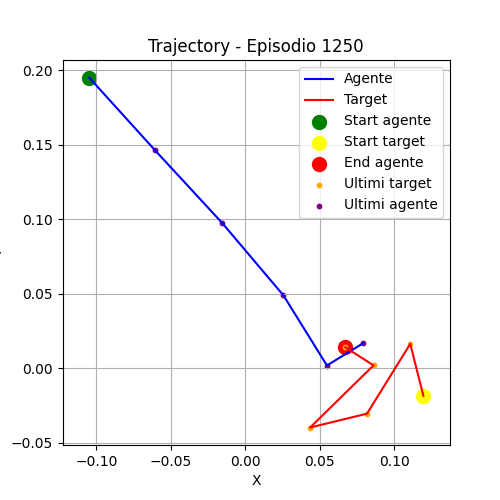 Trajectory - Episodio 1250
0.20
0.15
0.10
0.05
0.00
−0.05
−0.10
−0.05
0.00
0.05
0.10
X
Agente
Target
Start agente
Start target
End agente
Ultimi target
Ultimi agente